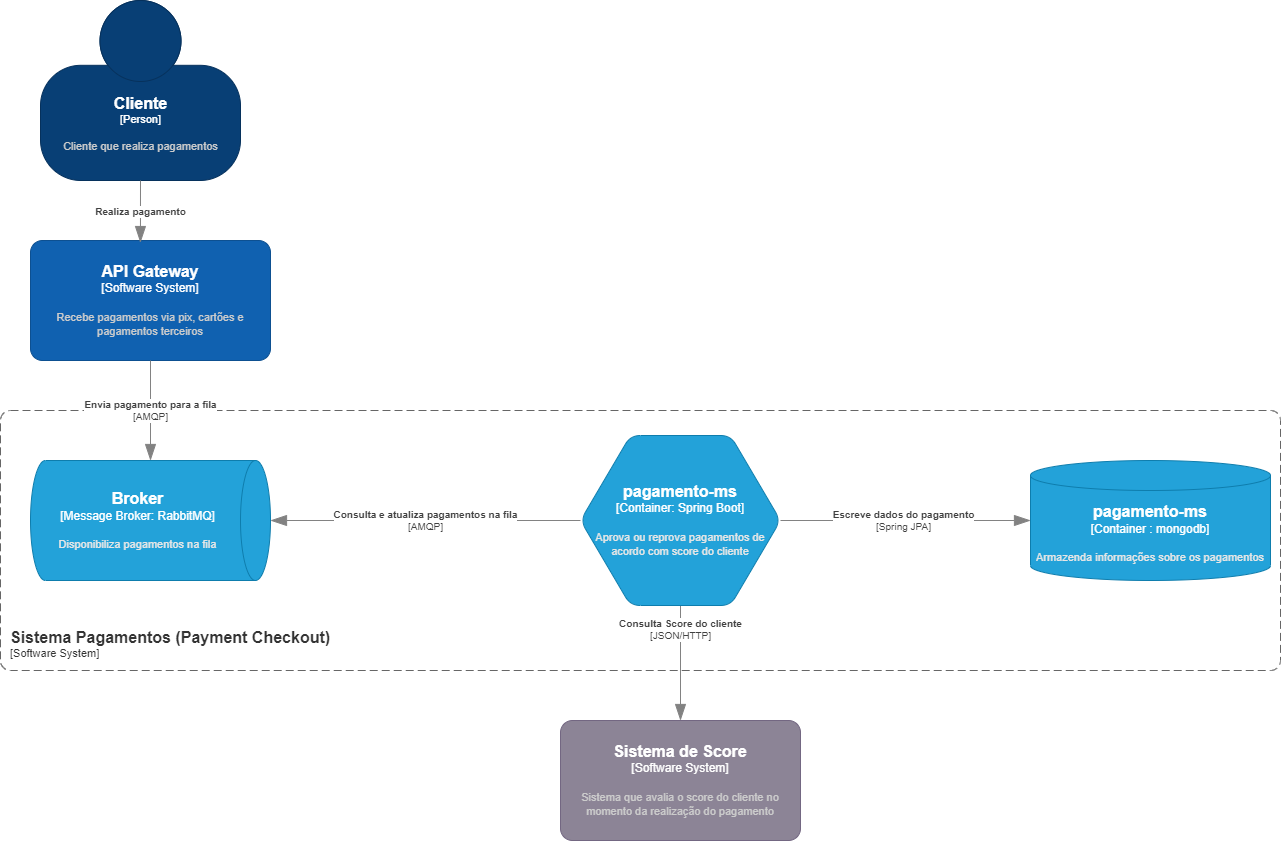 Cliente
[Person]
Cliente que realiza pagamentos
Realiza pagamento
API Gateway
[Software System]
Recebe pagamentos via pix, cartões e
pagamentos terceiros
Envia pagamento para a fila
[AMQP]
Broker
[Message Broker: RabbitMQ]
Disponibiliza pagamentos na fila
Consulta e atualiza pagamentos na fila
[AMQP]
pagamento-ms
[Container: Spring Boot]
Aprova ou reprova pagamentos de
acordo com score do cliente
Escreve dados do pagamento
[Spring JPA]
pagamento-ms
[Container : mongodb]
Armazenda informações sobre os pagamentos
Consulta Score do cliente
[JSON/HTTP]
Sistema Pagamentos (Payment Checkout)
[Software System]
Sistema de Score
[Software System]
Sistema que avalia o score do cliente no
momento da realização do pagamento